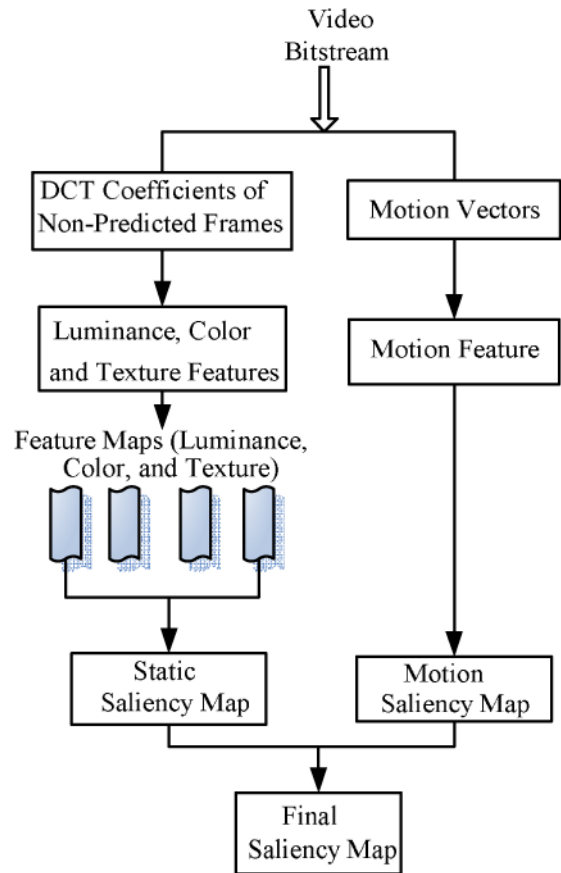 Video
Bitstream
DCT Coefficients of
Non-Predicted Frames
Motion Vectors
Luminance, Color
and Texture Features
Motion Feature
Feature Maps (Luminance,
Color, and Texture)
Static
Saliency Map
Motion
Saliency Map
Final
Saliency Map